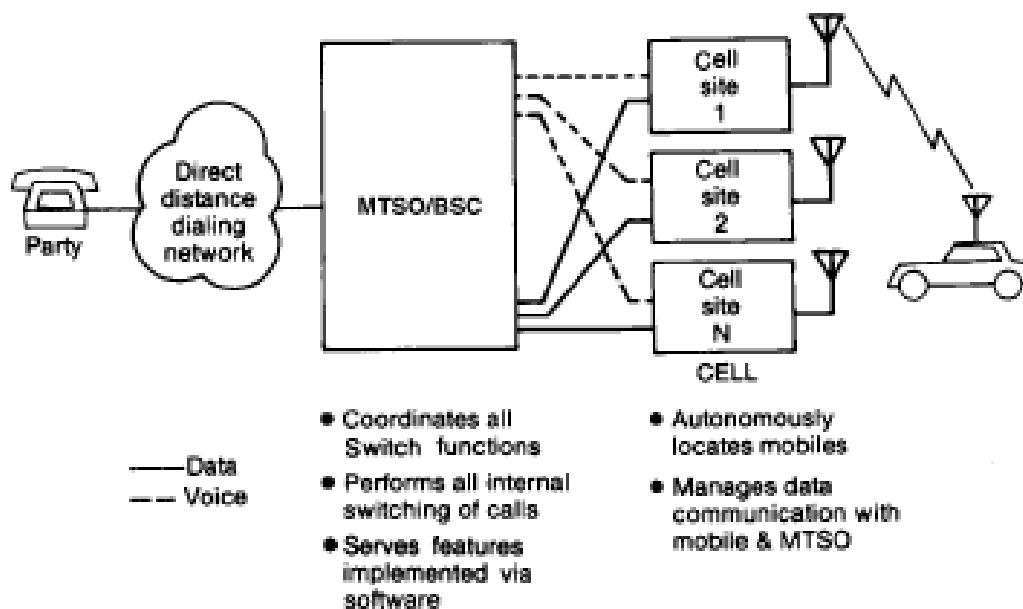 Party
Direct
distance
dialing
network
MTSO/BSC
Cell
site
1
Cell
site
2
Cell
site
N
CELL
Data
Voice
● Coordinates all
Switch functions
● Performs all internal
switching of calls
● Serves features
implemented via
software
● Autonomously
locates mobiles
● Manages data
communication with
mobile & MTSO